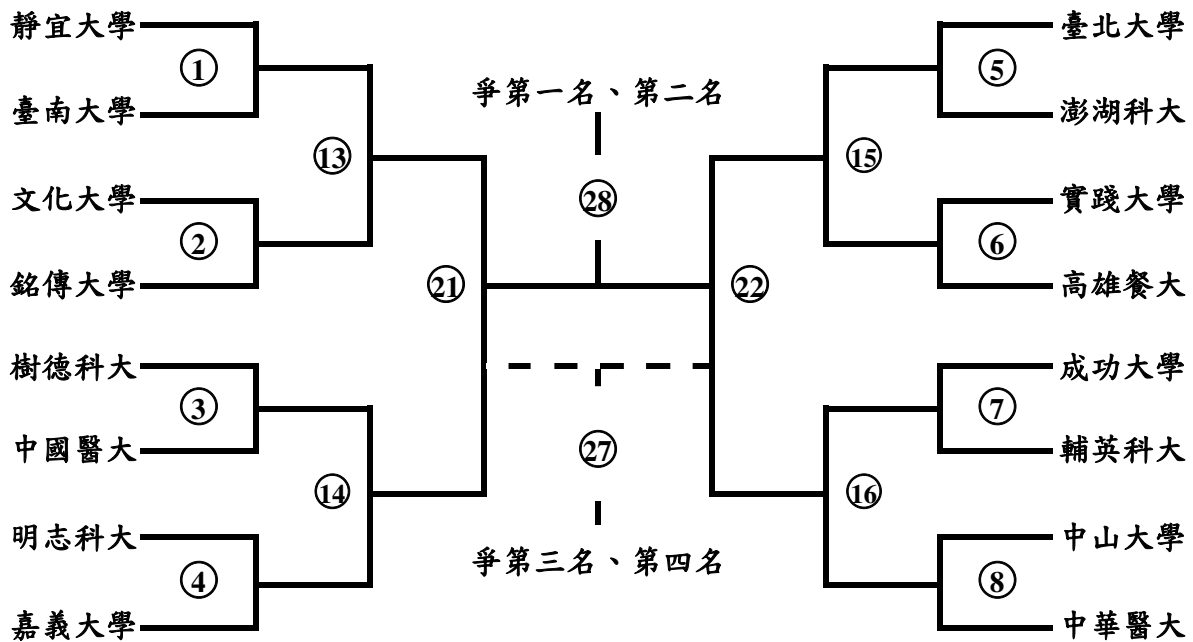 靜宜大學
①
臺南大學
⑬
文化大學
②
銘傳大學
㉑
樹德科大
③
中國醫大
⑭
明志科大
④
嘉義大學
爭第一名、第二名
㉘
㉗
爭第三名、第四名
臺北大學
⑤
澎湖科大
⑮
實踐大學
⑥
高雄餐大
㉒
成功大學
⑦
輔英科大
⑯
中山大學
⑧
中華醫大